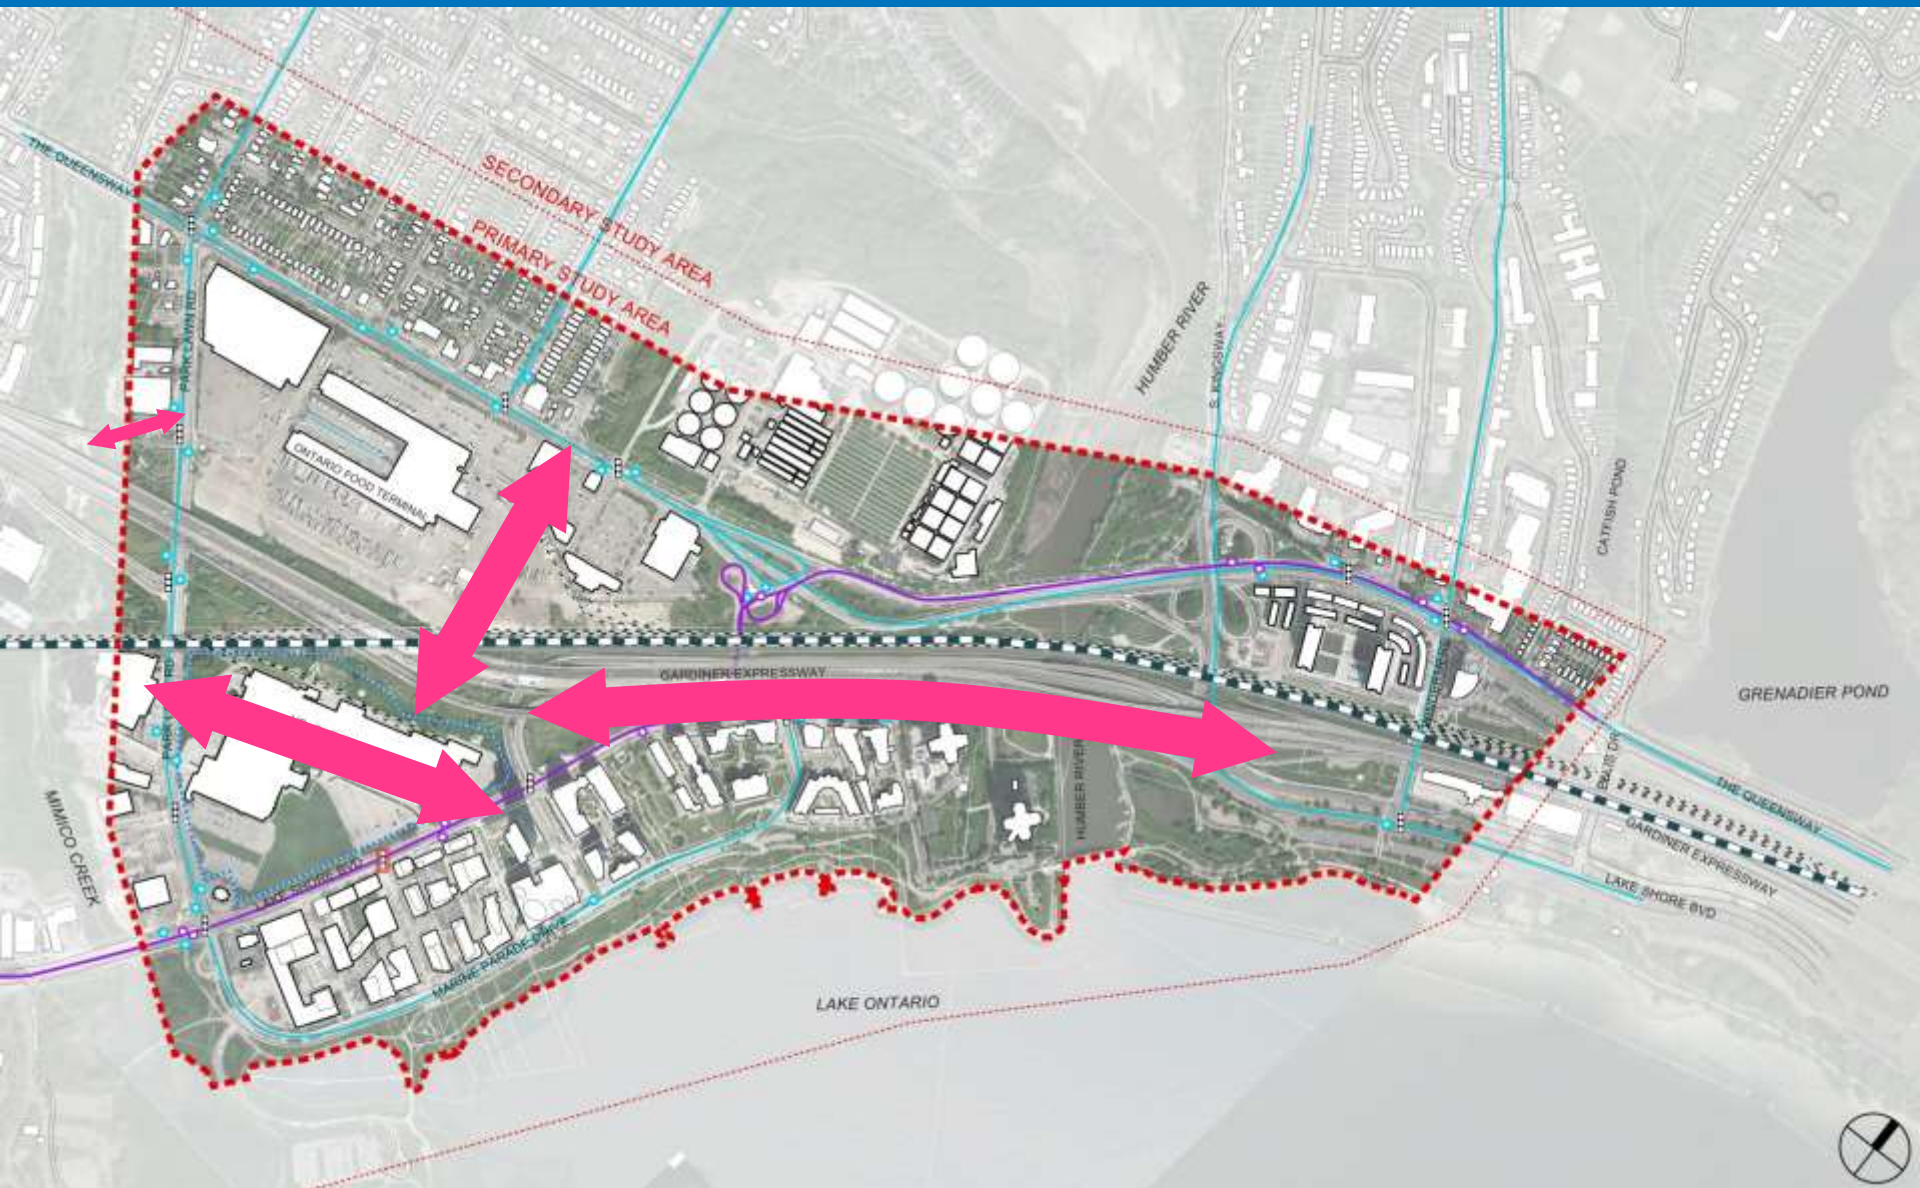 THE QUEENSWAY
SECONDARY STUDY AREA
PRIMARY STUDY AREA
PARK LAWN RD
ONTARIO FOOD TERMINAL
HUMBER RIVER
S. KINGSWAY
CATFISH POND
GARDINER EXPRESSWAY
GRENADIER POND
HUMBER RIVER
THE QUEENSWAY
GARDINER EXPRESSWAY
LAKE SHORE BVD
MIMICO CREEK
MARINE PARADE DRIVE
LAKE ONTARIO